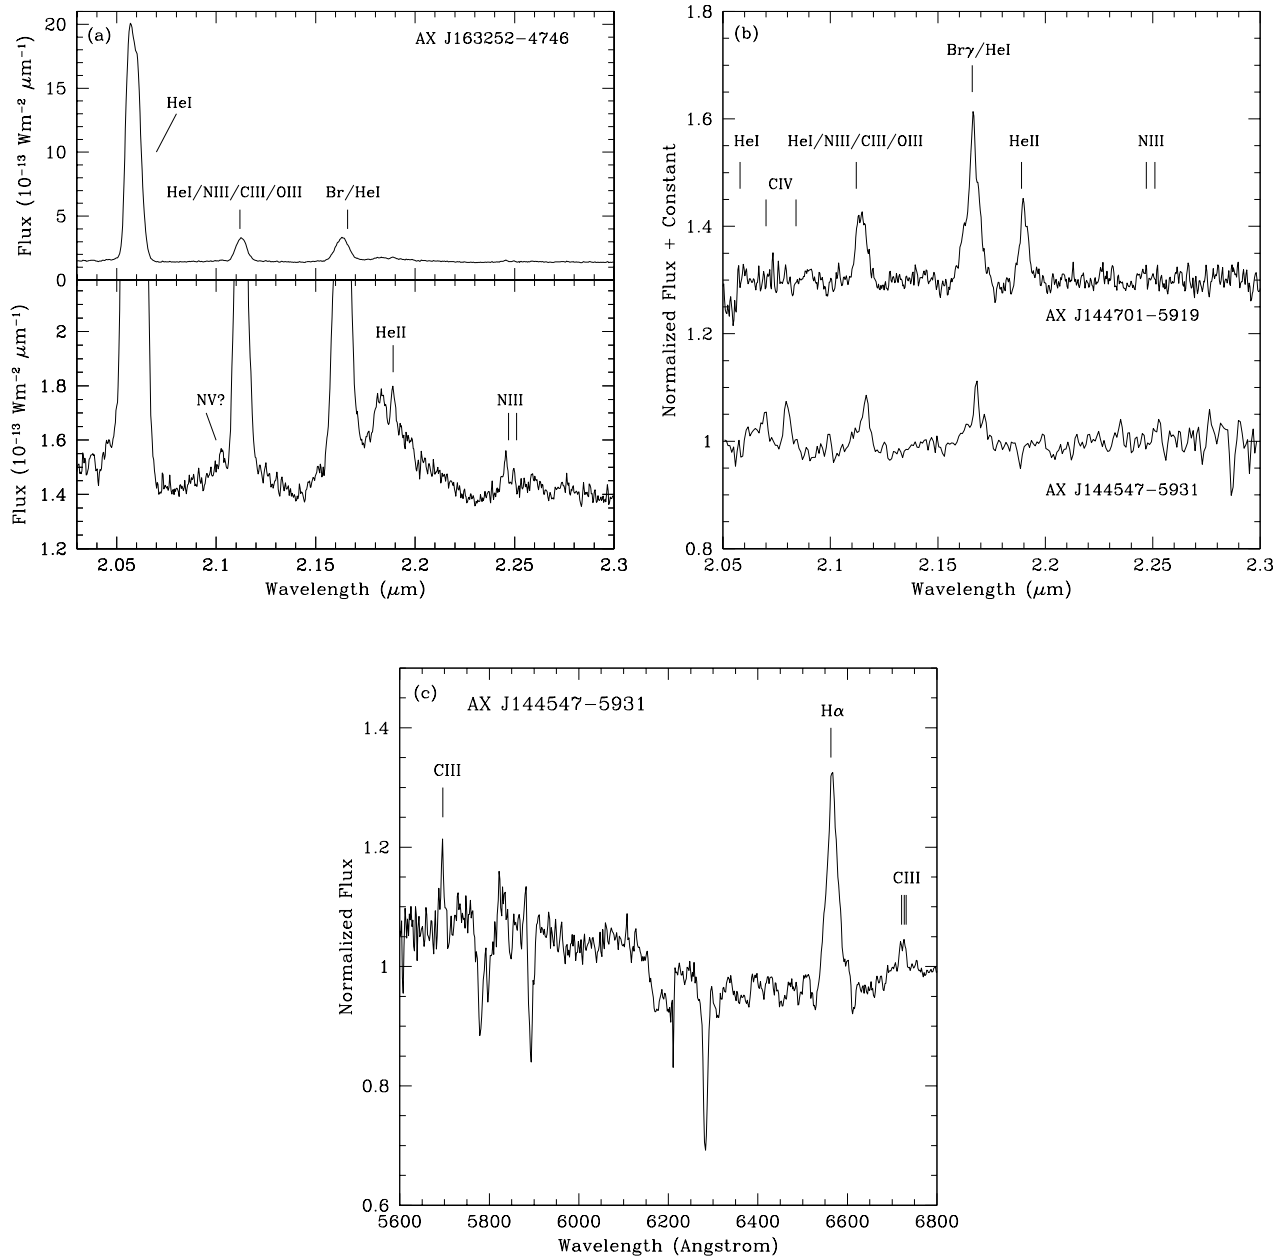 (a)
AX J163252−4746
20
15
10
5
0
Flux (10−13 Wm−2 μm−1)
HeI
HeI/NIII/CIII/OIII
Br/HeI
2
1.8
1.6
1.4
1.2
Flux (10−13 Wm−2 μm−1)
NV?
HeII
NIII
2.05
2.1
2.15
2.2
2.25
2.3
Wavelength (μm)
(b)
1.8
1.6
1.4
1.2
1
0.8
Normalized Flux + Constant
Brγ/HeI
HeI
HeI/NIII/CIII/OIII
HeII
NIII
CIV
AX J144701−5919
AX J144547−5931
2.05
2.1
2.15
2.2
2.25
2.3
Wavelength (μm)
(c)
AX J144547−5931
1.4
1.2
1
0.8
0.6
Normalized Flux
CIII
Hα
CIII
5600
5800
6000
6200
6400
6600
6800
Wavelength (Angstrom)